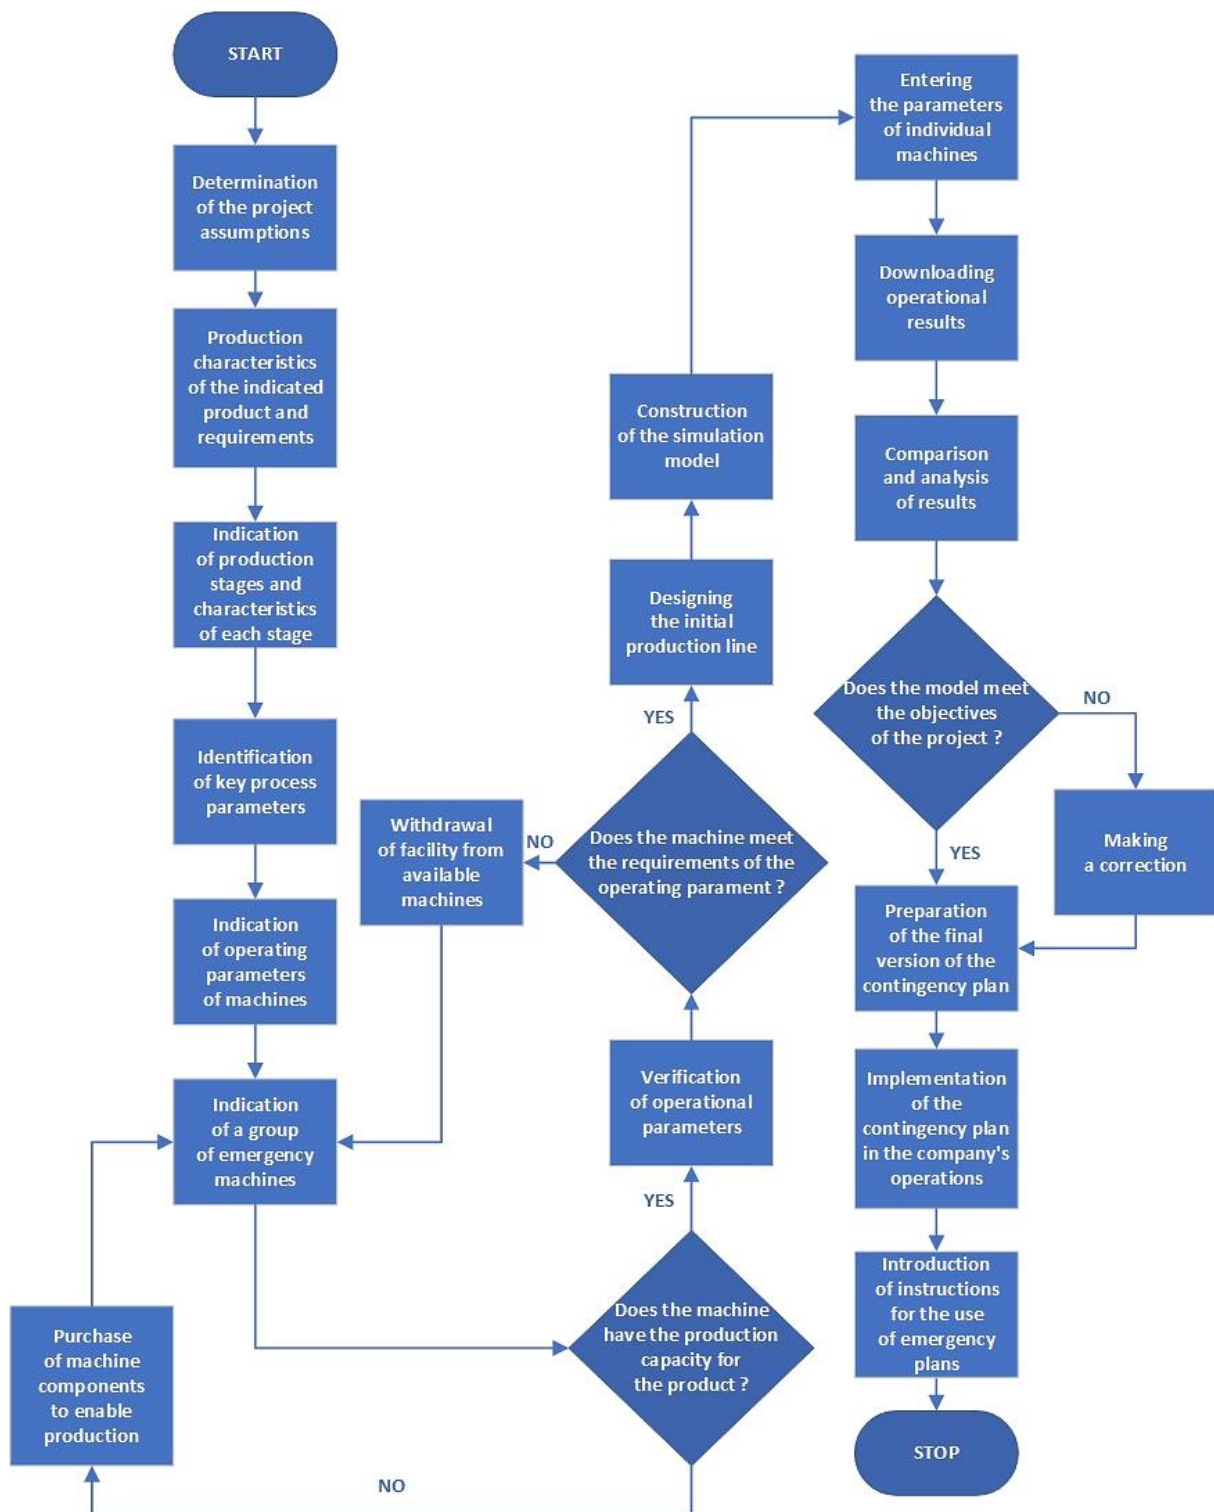 START
Determination
of the project
assumptions
Production
characteristics
of the indicated
product and
requirements
Indication
of production
stages and
characteristics
of each stage
Identification
of key process
parameters
Indication
of operating
parameters
of machines
Indication
of a group
of emergency
machines
Purchase
of machine
components
to enable
production
NO
Does the machine
have the production
capacity for
the product ?
YES
Verification
of operational
parameters
Does the machine meet
the requirements of the
operating parament ?
NO
Withdrawal
of facility from
available
machines
YES
Designing
the initial
production line
Construction
of the simulation
model
Entering
the parameters
of individual
machines
Downloading
operational
results
Comparison
and analysis
of results
Does the model meet
the objectives
of the project ?
NO
Making
a correction
YES
Preparation
of the final
version of the
contingency plan
Implementation
of the
contingency plan
in the company's
operations
Introduction
of instructions
for the use
of emergency
plans
STOP